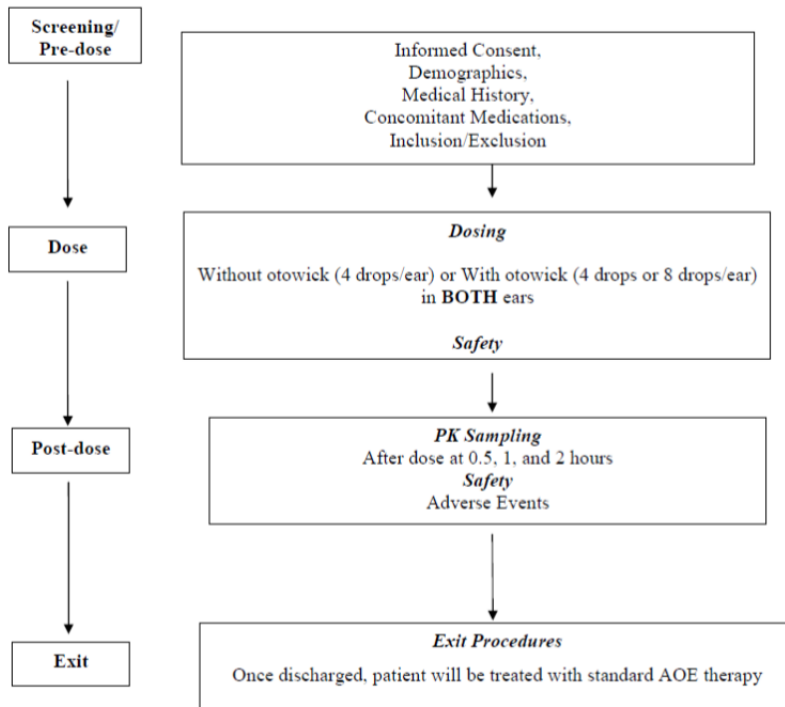 Screening/
Pre-dose
Informed Consent,
Demographics,
Medical History,
Concomitant Medications,
Inclusion/Exclusion
Dose
Dosing
Without otowick (4 drops/ear) or With otowick (4 drops or 8 drops/ear)
in BOTH ears
Safety
Post-dose
PK Sampling
After dose at 0.5, 1, and 2 hours
Safety
Adverse Events
Exit
Exit Procedures
Once discharged, patient will be treated with standard AOE therapy